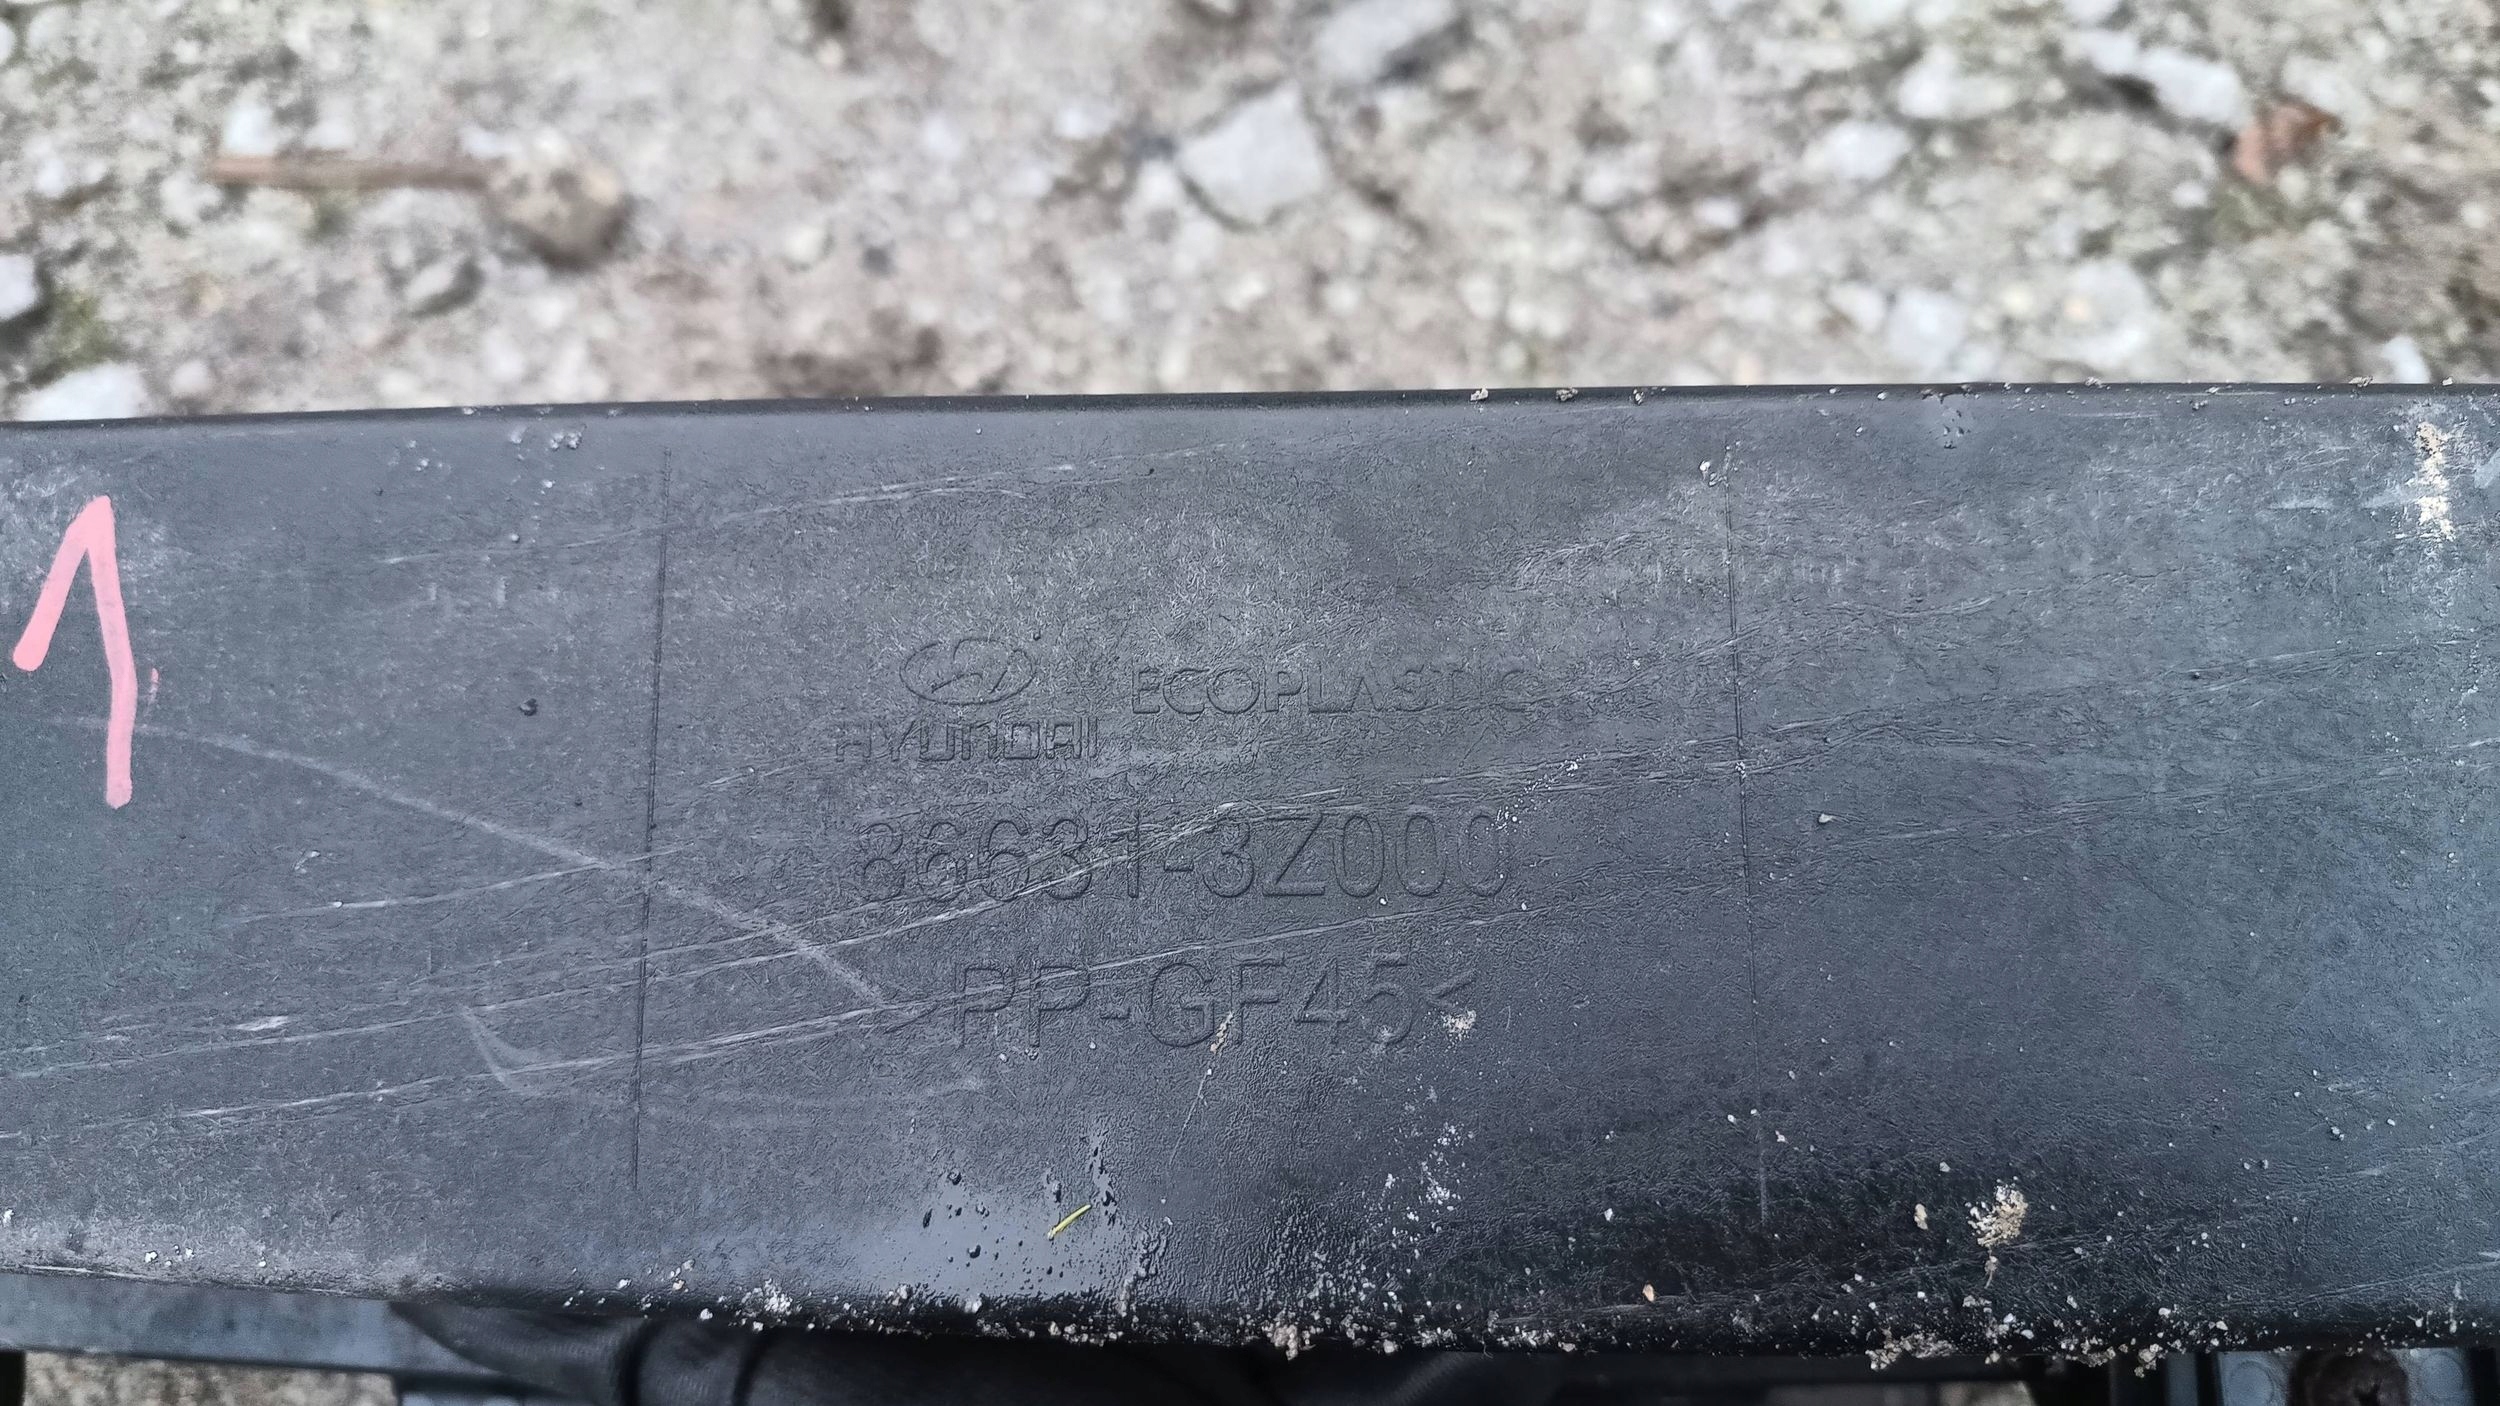 1
HYUNDAI ECOPLASTIC
86631-3Z000
>PP-GF45<